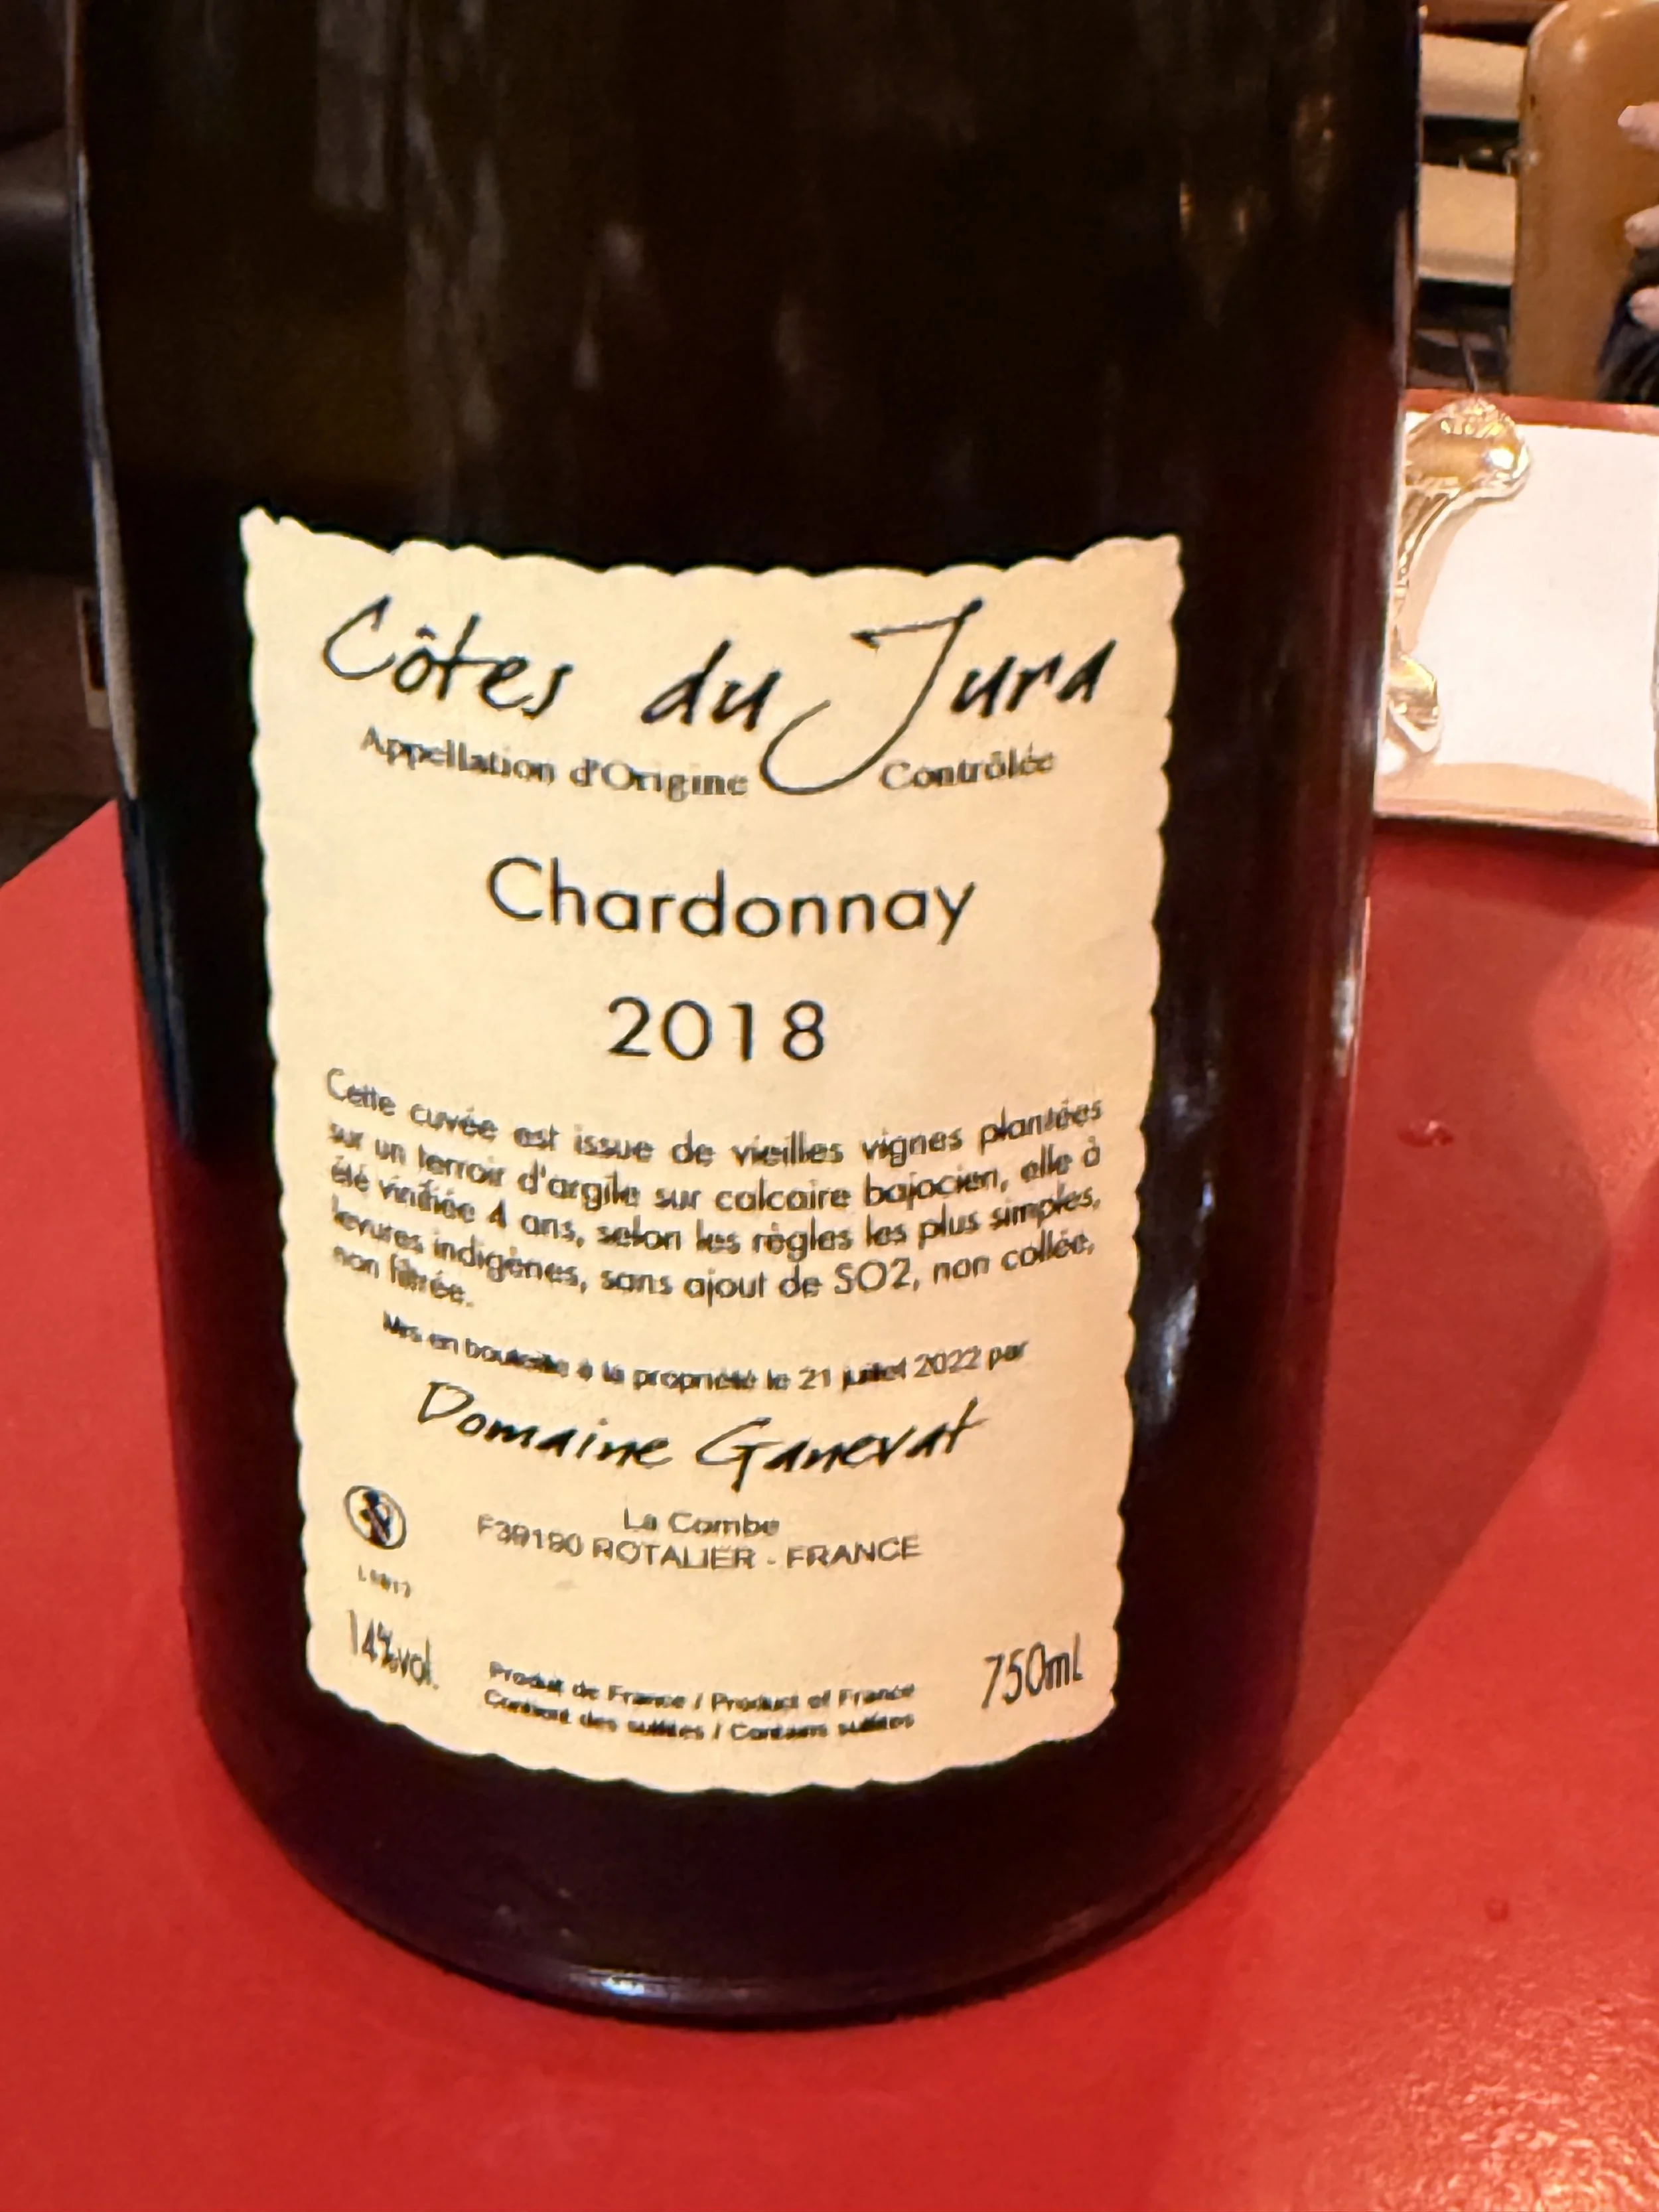 Côtes du Jura
Appellation d'Origine Contrôlée
Chardonnay
2018
Cette cuvée est issue de vieilles vignes plantées
sur un terroir d'argile sur calcaire bajocien, elle à
été vinifiée 4 ans, selon les règles les plus simples,
levures indigènes, sans ajout de SO2, non collée,
non filtrée.
Mis en bouteille à la propriété le 21 juillet 2022 par
Domaine Ganevat
La Combe
F39190 ROTALIER - FRANCE
14%vol.
750ml
Produit de France / Product of France
Contient des sulfites / Contains sulfites